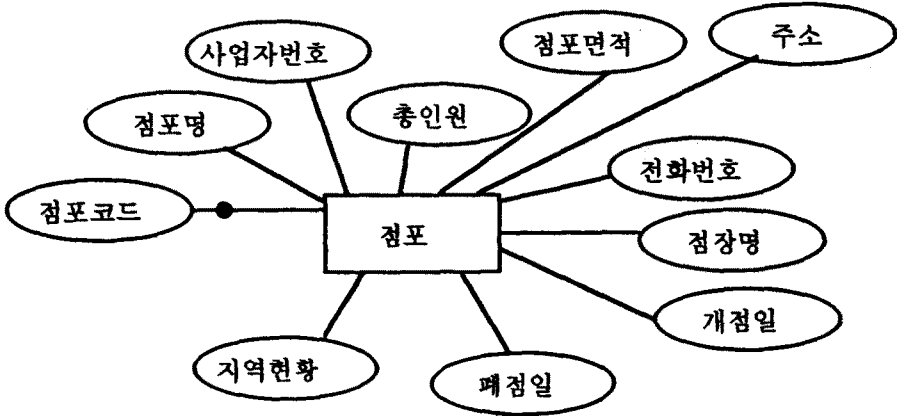 주소
점포면적
사업자번호
총인원
점포명
전화번호
점포코드
점포
점장명
개점일
지역현황
폐점일